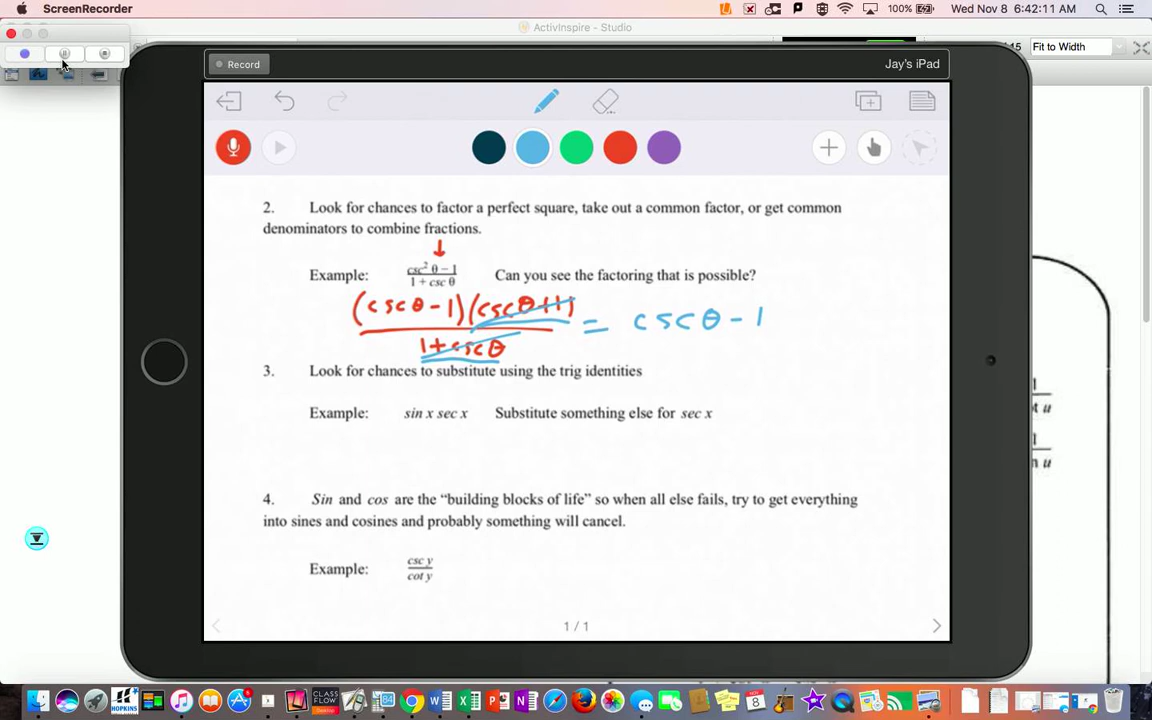 ScreenRecorder
100%
Wed Nov 8 6:42:11 AM
ActivInspire - Studio
Fit to Width
Record
Jay's iPad
2. Look for chances to factor a perfect square, take out a common factor, or get common
denominators to combine fractions.
Example: csc² θ – 1 / 1 + csc θ Can you see the factoring that is possible?
(csc θ - 1)(csc θ + 1) / 1 + csc θ = csc θ - 1
3. Look for chances to substitute using the trig identities
Example: sin x sec x Substitute something else for sec x
4. Sin and cos are the “building blocks of life” so when all else fails, try to get everything
into sines and cosines and probably something will cancel.
Example: csc y / cot y
1 / 1
1
u
1
u
HOPKINS
CLASS
FLOW